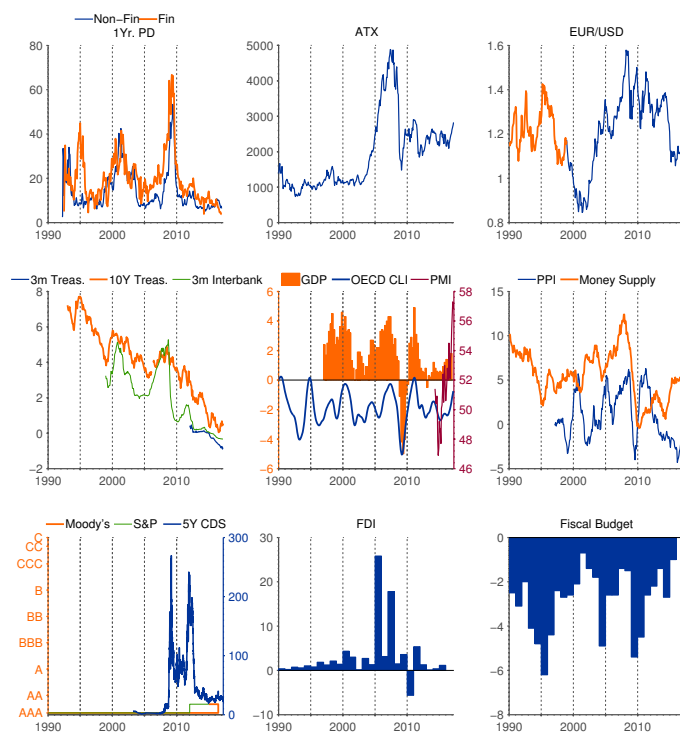 Non-Fin Fin
1Yr. PD
80
60
40
20
0
1990 2000 2010
ATX
5000
4000
3000
2000
1000
0
1990 2000 2010
EUR/USD
1.6
1.4
1.2
1
0.8
1990 2000 2010
3m Treas. 10Y Treas. 3m Interbank
8
6
4
2
0
−2
1990 2000 2010
GDP OECD CLI PMI
6 58
4 56
2 54
0 52
−2 50
−4 48
−6 46
1990 2000 2010
PPI Money Supply
15
10
5
0
−5
1990 2000 2010
Moody's S&P 5Y CDS
C 300
CC
CCC
B 200
BB
BBB
A 100
AA
AAA 0
1990 2000 2010
FDI
30
20
10
0
−10
1990 2000 2010
Fiscal Budget
0
−2
−4
−6
−8
1990 2000 2010